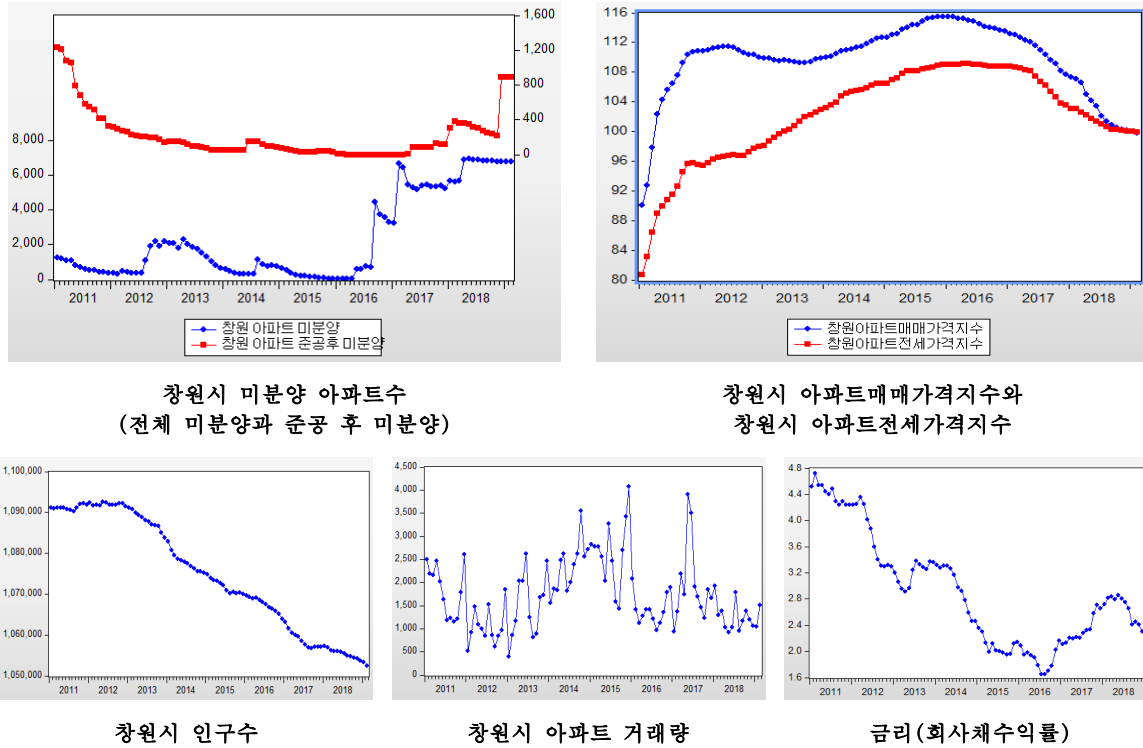 1,600
1,200
800
400
0
8,000
6,000
4,000
2,000
0
2011 2012 2013 2014 2015 2016 2017 2018
창원 아파트 미분양
창원 아파트 준공후 미분양
창원시 미분양 아파트수
(전체 미분양과 준공 후 미분양)
116
112
108
104
100
96
92
88
84
80
2011 2012 2013 2014 2015 2016 2017 2018
창원아파트매매가격지수
창원아파트전세가격지수
창원시 아파트매매가격지수와
창원시 아파트전세가격지수
1,100,000
1,090,000
1,080,000
1,070,000
1,060,000
1,050,000
2011 2012 2013 2014 2015 2016 2017 2018
창원시 인구수
4,500
4,000
3,500
3,000
2,500
2,000
1,500
1,000
500
0
2011 2012 2013 2014 2015 2016 2017 2018
창원시 아파트 거래량
4.8
4.4
4.0
3.6
3.2
2.8
2.4
2.0
1.6
2011 2012 2013 2014 2015 2016 2017 2018
금리(회사채수익률)